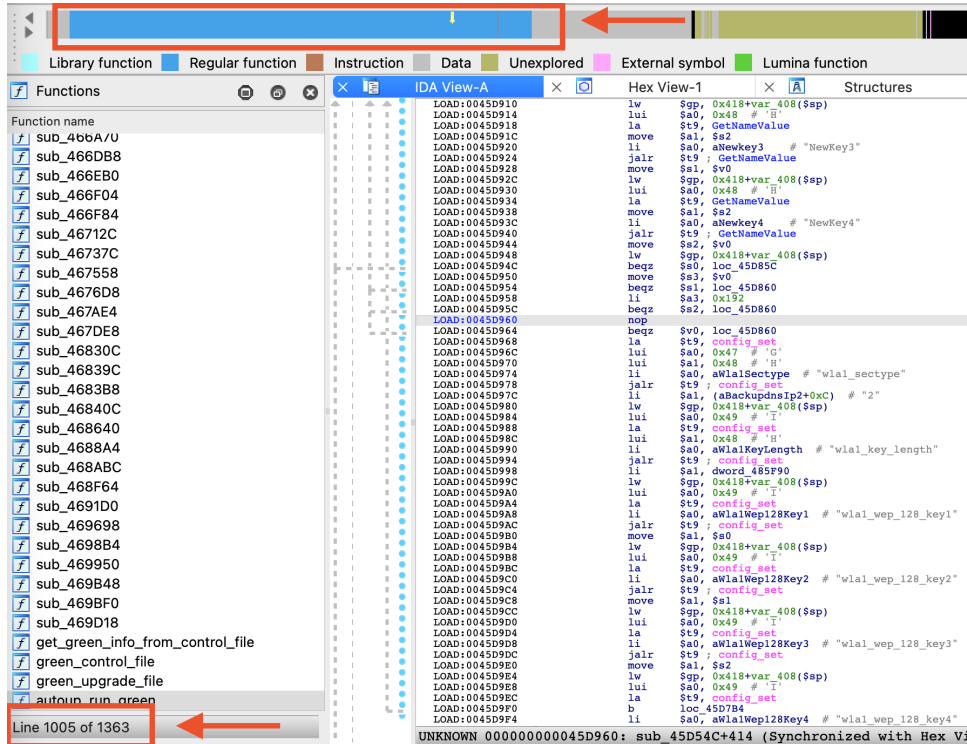 Library function Regular function Instruction Data Unexplored External symbol Lumina function
Functions
Function name
sub_466A70
sub_466DB8
sub_466EB0
sub_466F04
sub_466F84
sub_46712C
sub_46737C
sub_467558
sub_4676D8
sub_467AE4
sub_467DE8
sub_46830C
sub_46839C
sub_4683B8
sub_46840C
sub_468640
sub_4688A4
sub_468ABC
sub_468F64
sub_4691D0
sub_469698
sub_4698B4
sub_469950
sub_469B48
sub_469BF0
sub_469D18
get_green_info_from_control_file
green_control_file
green_upgrade_file
autoup_run_green
Line 1005 of 1363
IDA View-A Hex View-1 Structures
LOAD:0045D910 lw $gp, 0x418+var_408($sp)
LOAD:0045D914 lui $a0, 0x48 # 'H'
LOAD:0045D918 la $t9, GetNameValue
LOAD:0045D91C move $a1, $s2
LOAD:0045D920 li $a0, aNewkey3 # "NewKey3"
LOAD:0045D924 jalr $t9 ; GetNameValue
LOAD:0045D928 move $s1, $v0
LOAD:0045D92C lw $gp, 0x418+var_408($sp)
LOAD:0045D930 lui $a0, 0x48 # 'H'
LOAD:0045D934 la $t9, GetNameValue
LOAD:0045D938 move $a1, $s2
LOAD:0045D93C li $a0, aNewkey4 # "NewKey4"
LOAD:0045D940 jalr $t9 ; GetNameValue
LOAD:0045D944 move $s2, $v0
LOAD:0045D948 lw $gp, 0x418+var_408($sp)
LOAD:0045D94C beqz $s0, loc_45D85C
LOAD:0045D950 move $s3, $v0
LOAD:0045D954 beqz $s1, loc_45D860
LOAD:0045D958 li $a3, 0x192
LOAD:0045D95C beqz $s2, loc_45D860
LOAD:0045D960 nop
LOAD:0045D964 beqz $v0, loc_45D860
LOAD:0045D968 la $t9, config_set
LOAD:0045D96C lui $a0, 0x47 # 'G'
LOAD:0045D970 lui $a1, 0x48 # 'H'
LOAD:0045D974 li $a0, aWla1Sectype # "wla1_sectype"
LOAD:0045D978 jalr $t9 ; config_set
LOAD:0045D97C li $a1, (aBackupdnsIp2+0xC) # "2"
LOAD:0045D980 lw $gp, 0x418+var_408($sp)
LOAD:0045D984 lui $a0, 0x49 # 'I'
LOAD:0045D988 la $t9, config_set
LOAD:0045D98C lui $a1, 0x48 # 'H'
LOAD:0045D990 li $a0, aWla1KeyLength # "wla1_key_length"
LOAD:0045D994 jalr $t9 ; config_set
LOAD:0045D998 li $a1, dword_485F90
LOAD:0045D99C lw $gp, 0x418+var_408($sp)
LOAD:0045D9A0 lui $a0, 0x49 # 'I'
LOAD:0045D9A4 la $t9, config_set
LOAD:0045D9A8 li $a0, aWla1Wep128Key1 # "wla1_wep_128_key1"
LOAD:0045D9AC jalr $t9 ; config_set
LOAD:0045D9B0 move $a1, $s0
LOAD:0045D9B4 lw $gp, 0x418+var_408($sp)
LOAD:0045D9B8 lui $a0, 0x49 # 'I'
LOAD:0045D9BC la $t9, config_set
LOAD:0045D9C0 li $a0, aWla1Wep128Key2 # "wla1_wep_128_key2"
LOAD:0045D9C4 jalr $t9 ; config_set
LOAD:0045D9C8 move $a1, $s1
LOAD:0045D9CC lw $gp, 0x418+var_408($sp)
LOAD:0045D9D0 lui $a0, 0x49 # 'I'
LOAD:0045D9D4 la $t9, config_set
LOAD:0045D9D8 li $a0, aWla1Wep128Key3 # "wla1_wep_128_key3"
LOAD:0045D9DC jalr $t9 ; config_set
LOAD:0045D9E0 move $a1, $s2
LOAD:0045D9E4 lw $gp, 0x418+var_408($sp)
LOAD:0045D9E8 lui $a0, 0x49 # 'I'
LOAD:0045D9EC la $t9, config_set
LOAD:0045D9F0 b loc_45D7B4
LOAD:0045D9F4 li $a0, aWla1Wep128Key4 # "wla1_wep_128_key4"
UNKNOWN 000000000045D960: sub_45D54C+414 (Synchronized with Hex Vi